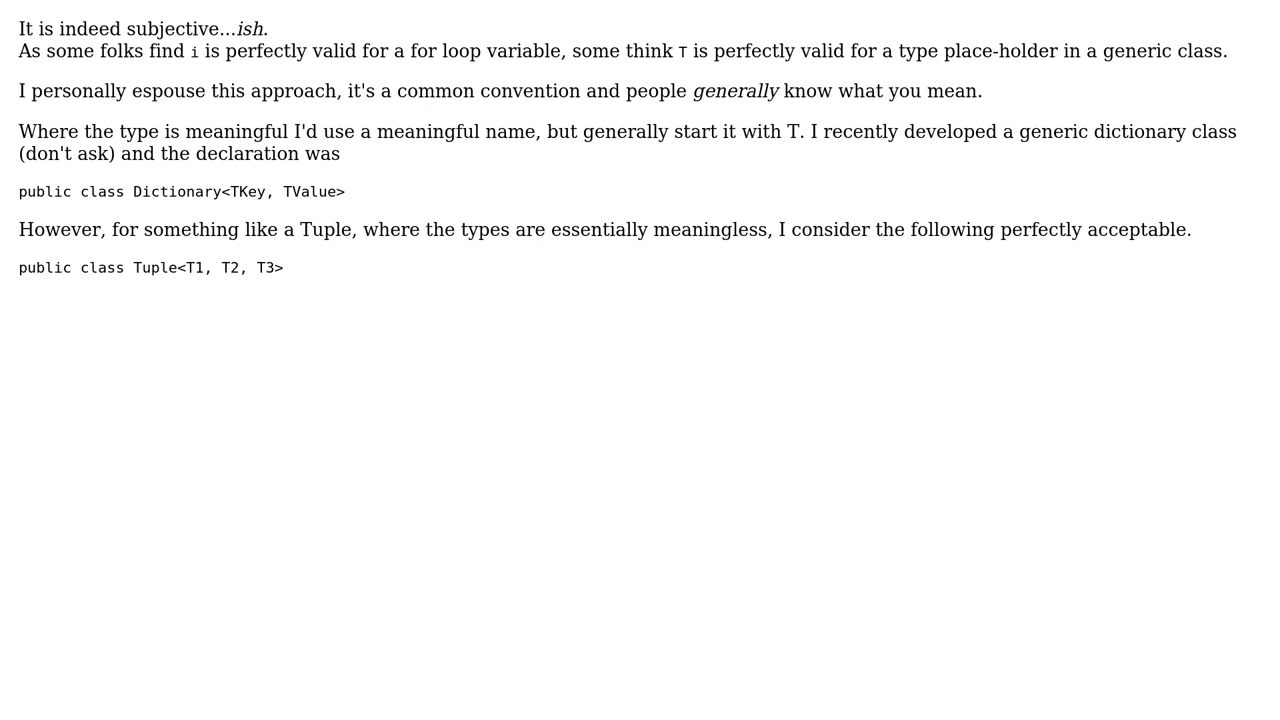 It is indeed subjective...ish.
As some folks find i is perfectly valid for a for loop variable, some think T is perfectly valid for a type place-holder in a generic class.
I personally espouse this approach, it's a common convention and people generally know what you mean.
Where the type is meaningful I'd use a meaningful name, but generally start it with T. I recently developed a generic dictionary class
(don't ask) and the declaration was
public class Dictionary<TKey, TValue>
However, for something like a Tuple, where the types are essentially meaningless, I consider the following perfectly acceptable.
public class Tuple<T1, T2, T3>